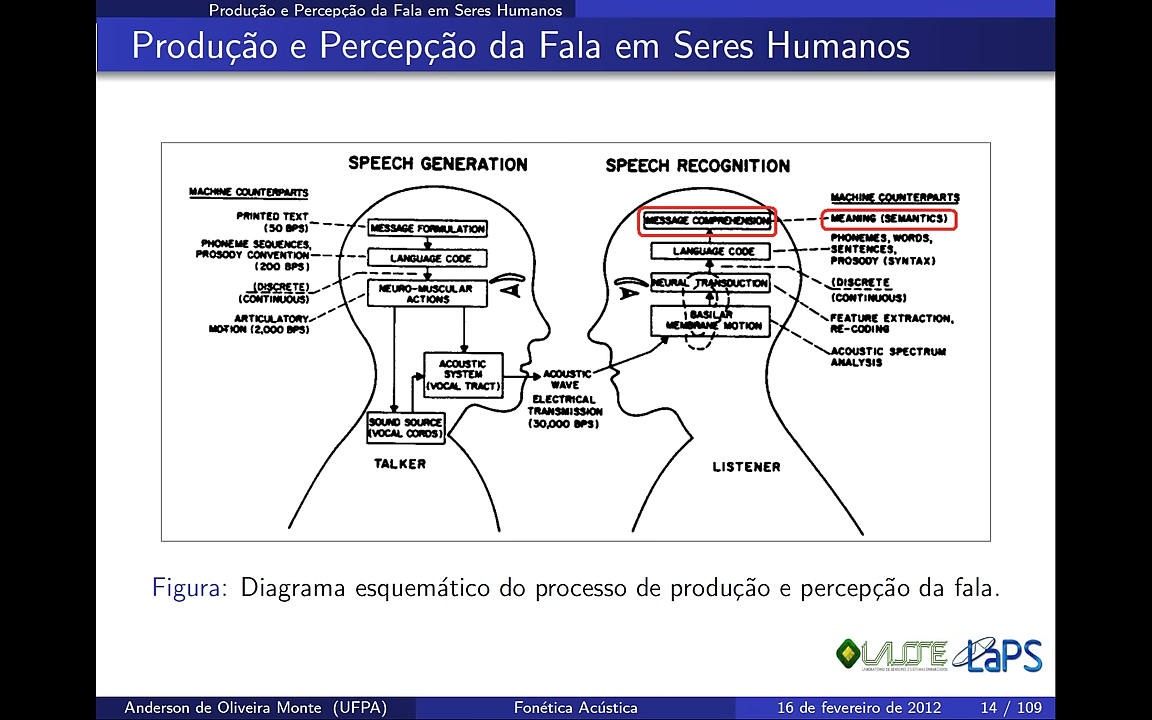 Produção e Percepção da Fala em Seres Humanos
Produção e Percepção da Fala em Seres Humanos
SPEECH GENERATION
SPEECH RECOGNITION
MACHINE COUNTERPARTS
PRINTED TEXT
(50 BPS)
PHONEME SEQUENCES,
PROSODY CONVENTION
(200 BPS)
(DISCRETE)
(CONTINUOUS)
ARTICULATORY
MOTION (2,000 BPS)
MESSAGE FORMULATION
LANGUAGE CODE
NEURO-MUSCULAR
ACTIONS
ACOUSTIC
SYSTEM
(VOCAL TRACT)
SOUND SOURCE
(VOCAL CORDS)
TALKER
ACOUSTIC
WAVE
ELECTRICAL
TRANSMISSION
(30,000 BPS)
MESSAGE COMPREHENSION
LANGUAGE CODE
NEURAL TRANSDUCTION
BASILAR
MEMBRANE MOTION
LISTENER
MACHINE COUNTERPARTS
MEANING (SEMANTICS)
PHONEMES, WORDS,
SENTENCES,
PROSODY (SYNTAX)
(DISCRETE
(CONTINUOUS)
FEATURE EXTRACTION,
RE-CODING
ACOUSTIC SPECTRUM
ANALYSIS
Figura: Diagrama esquemático do processo de produção e percepção da fala.
LASSE
LaPS
Anderson de Oliveira Monte (UFPA)
Fonética Acústica
16 de fevereiro de 2012
14 / 109